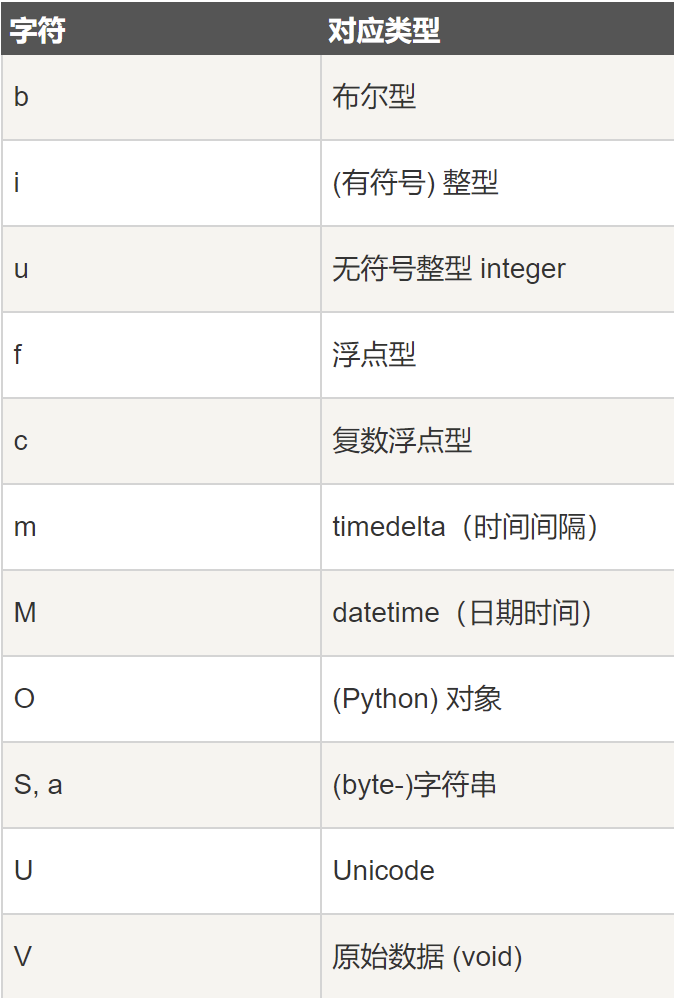 字符 对应类型
b 布尔型
i (有符号) 整型
u 无符号整型 integer
f 浮点型
c 复数浮点型
m timedelta（时间间隔）
M datetime（日期时间）
O (Python) 对象
S, a (byte-)字符串
U Unicode
V 原始数据 (void)